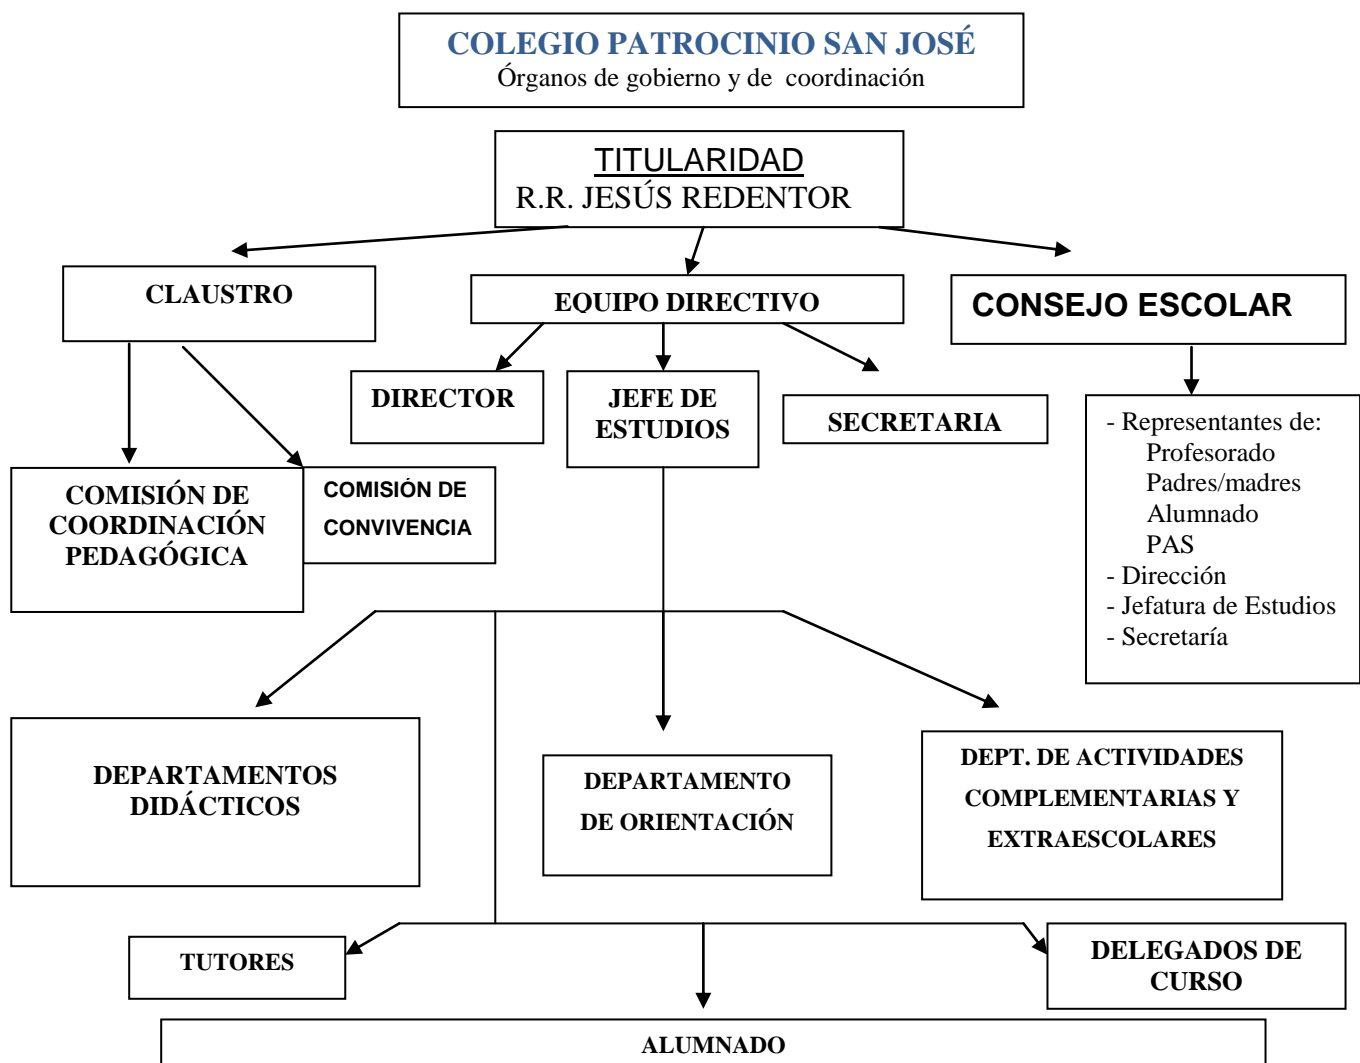 COLEGIO PATROCINIO SAN JOSÉ
Órganos de gobierno y de coordinación
TITULARIDAD
R.R. JESÚS REDENTOR
CLAUSTRO
EQUIPO DIRECTIVO
CONSEJO ESCOLAR
DIRECTOR
JEFE DE
ESTUDIOS
SECRETARIA
- Representantes de:
Profesorado
Padres/madres
Alumnado
PAS
- Dirección
- Jefatura de Estudios
- Secretaría
COMISIÓN DE
COORDINACIÓN
PEDAGÓGICA
COMISIÓN DE
CONVIVENCIA
DEPARTAMENTOS
DIDÁCTICOS
DEPARTAMENTO
DE ORIENTACIÓN
DEPT. DE ACTIVIDADES
COMPLEMENTARIAS Y
EXTRAESCOLARES
TUTORES
DELEGADOS DE
CURSO
ALUMNADO